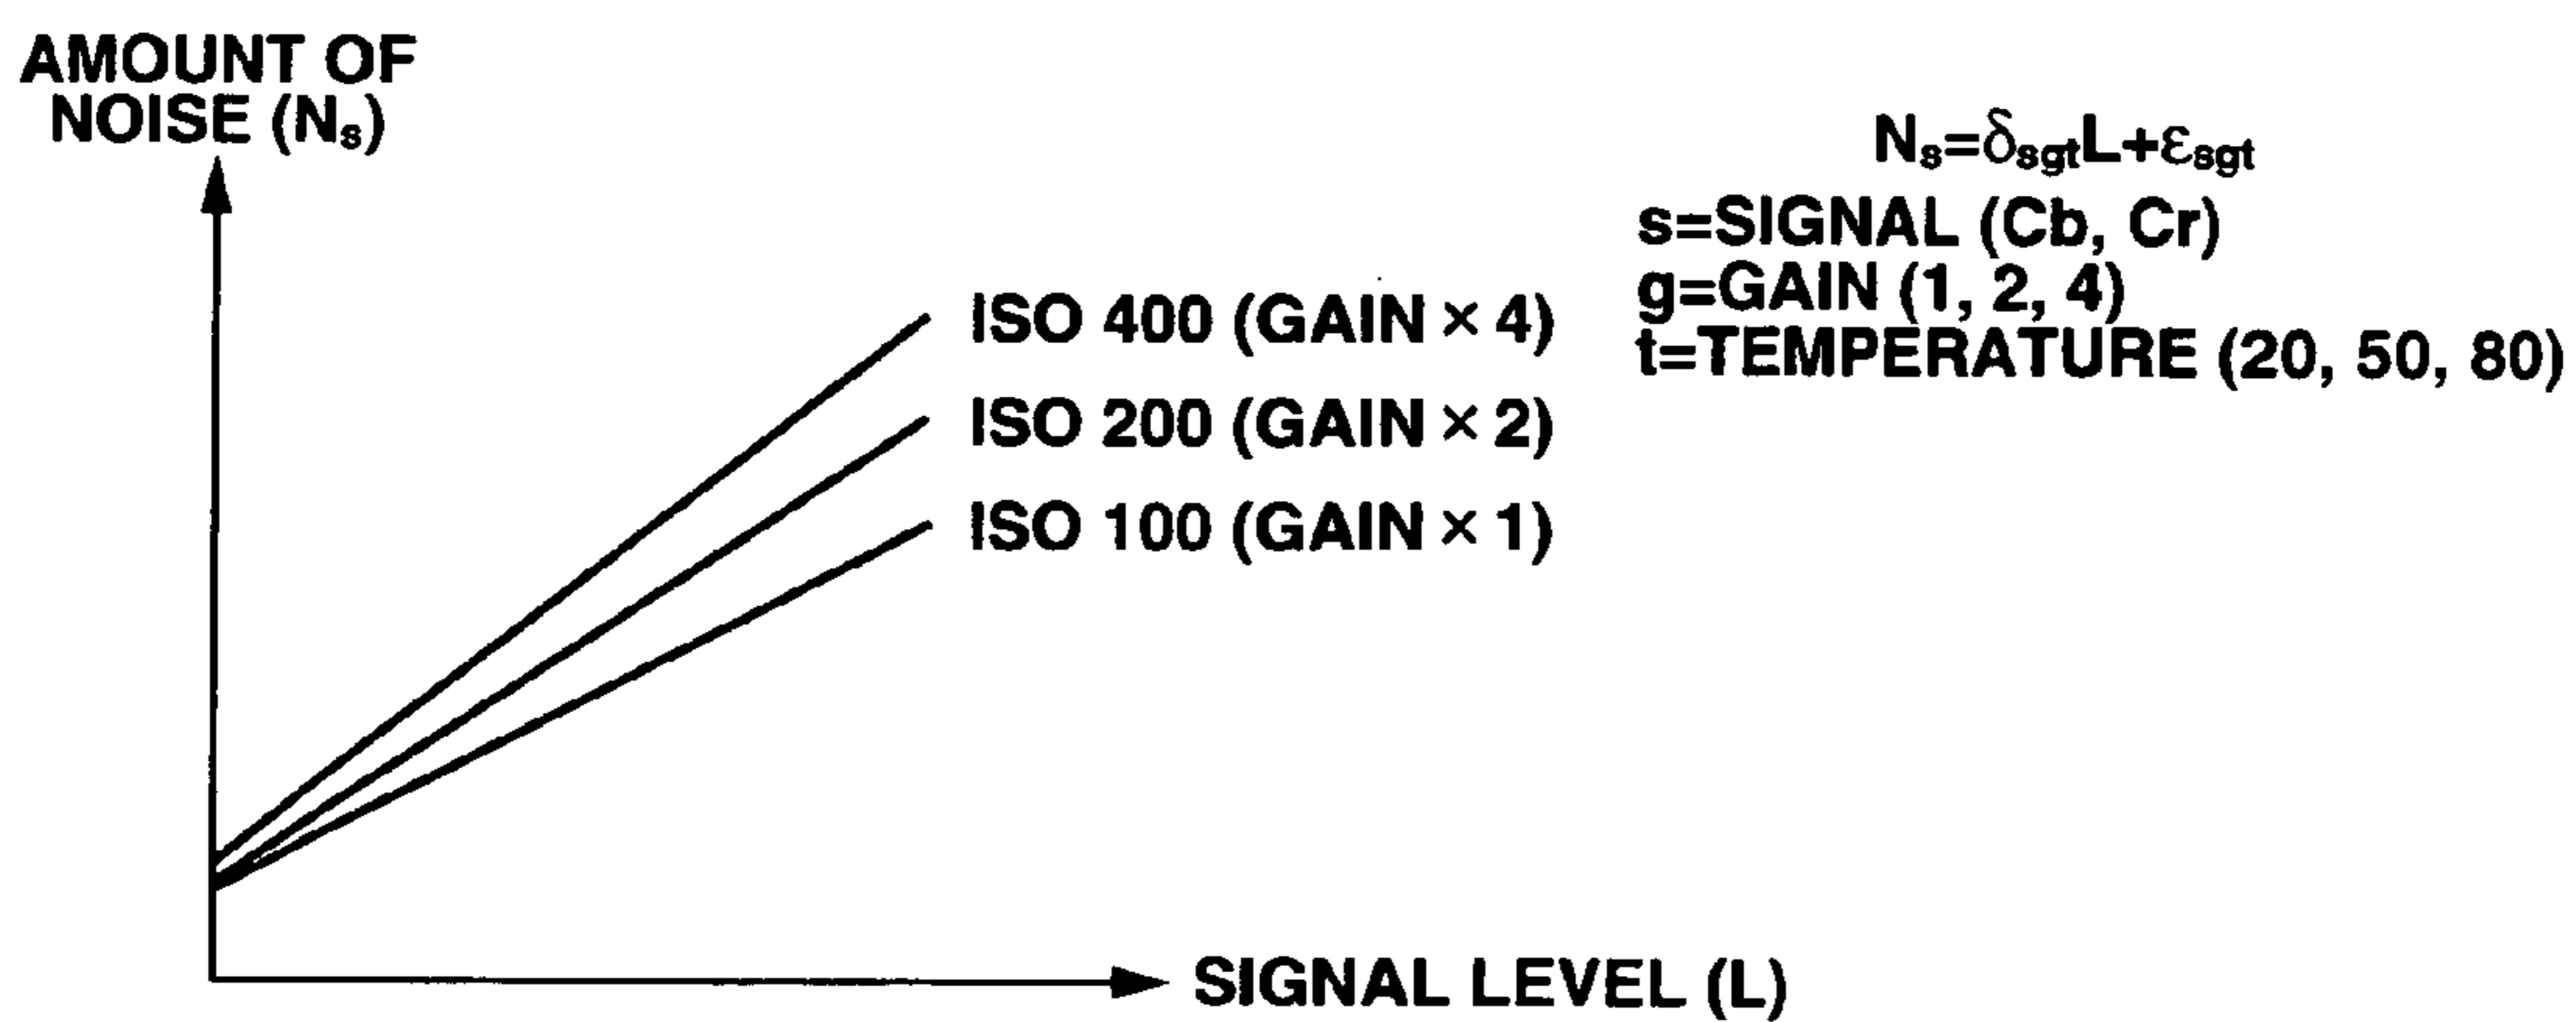 AMOUNT OF
NOISE (Ns)
Ns=δsgtL+εsgt
s=SIGNAL (Cb, Cr)
g=GAIN (1, 2, 4)
t=TEMPERATURE (20, 50, 80)
ISO 400 (GAIN × 4)
ISO 200 (GAIN × 2)
ISO 100 (GAIN × 1)
SIGNAL LEVEL (L)